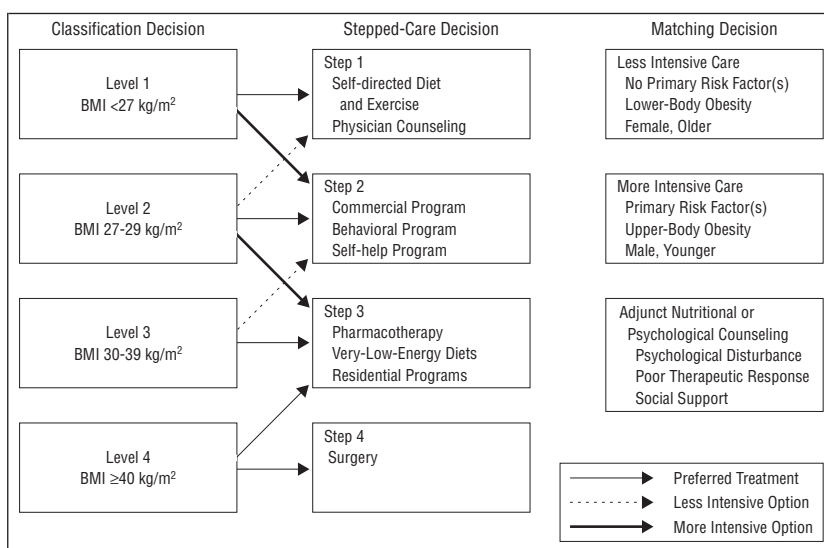 Classification Decision
Stepped-Care Decision
Matching Decision
Level 1
BMI <27 kg/m²
Step 1
Self-directed Diet
and Exercise
Physician Counseling
Less Intensive Care
No Primary Risk Factor(s)
Lower-Body Obesity
Female, Older
Level 2
BMI 27-29 kg/m²
Step 2
Commercial Program
Behavioral Program
Self-help Program
More Intensive Care
Primary Risk Factor(s)
Upper-Body Obesity
Male, Younger
Level 3
BMI 30-39 kg/m²
Step 3
Pharmacotherapy
Very-Low-Energy Diets
Residential Programs
Adjunct Nutritional or
Psychological Counseling
Psychological Disturbance
Poor Therapeutic Response
Social Support
Level 4
BMI ≥40 kg/m²
Step 4
Surgery
Preferred Treatment
Less Intensive Option
More Intensive Option